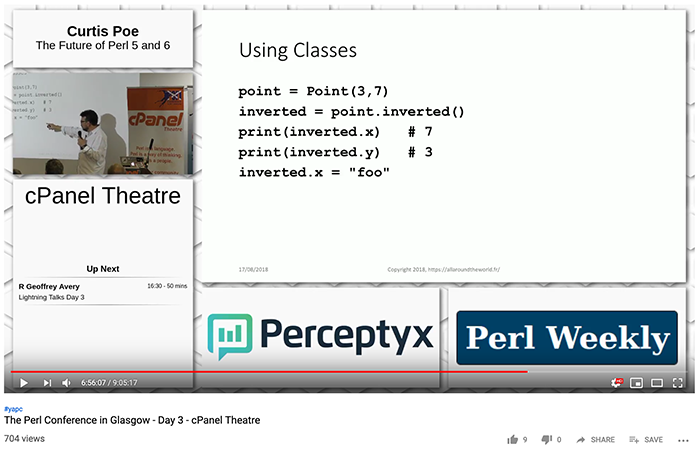 Curtis Poe
The Future of Perl 5 and 6
cPanel
Theatre
cPanel Theatre
Up Next
R Geoffrey Avery 16:30 - 50 mins
Lightning Talks Day 3
Using Classes
point = Point(3,7)
inverted = point.inverted()
print(inverted.x) # 7
print(inverted.y) # 3
inverted.x = "foo"
17/08/2018 Copyright 2018, https://allaroundtheworld.fr/
Perceptyx
Perl Weekly
6:56:07 / 9:05:17
#yapc
The Perl Conference in Glasgow - Day 3 - cPanel Theatre
704 views
9 0 SHARE SAVE